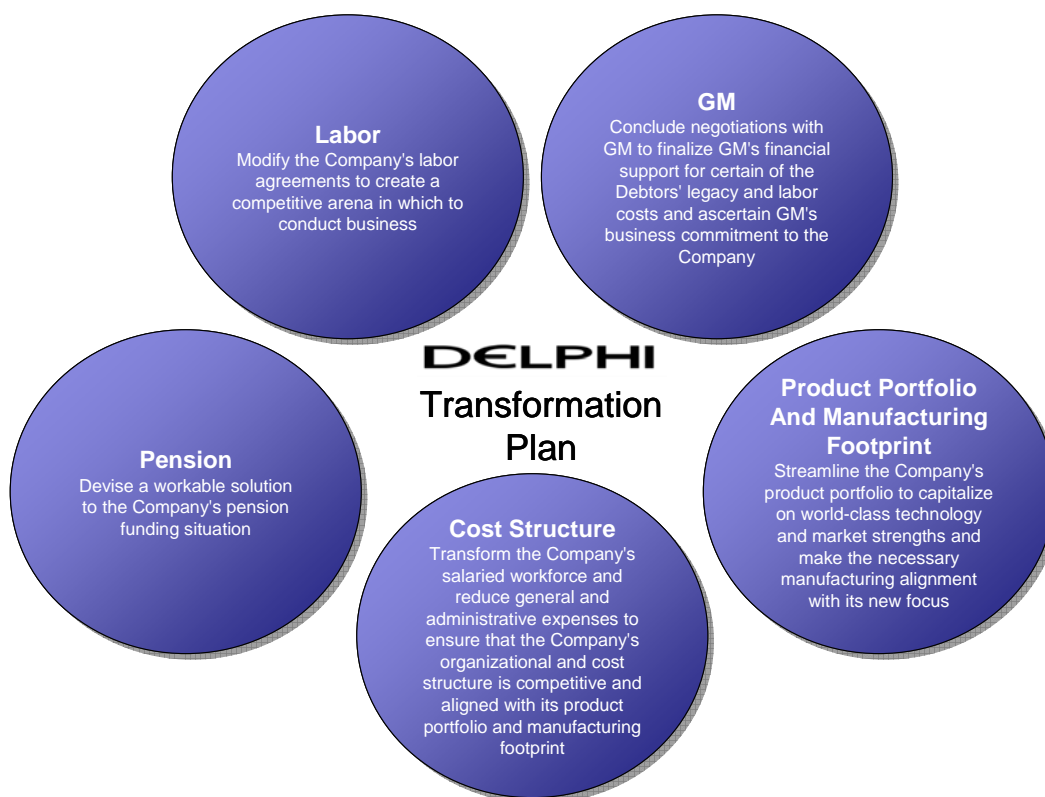 Labor
Modify the Company's labor
agreements to create a
competitive arena in which to
conduct business
GM
Conclude negotiations with
GM to finalize GM's financial
support for certain of the
Debtors' legacy and labor
costs and ascertain GM's
business commitment to the
Company
DELPHI
Transformation
Plan
Pension
Devise a workable solution
to the Company's pension
funding situation
Cost Structure
Transform the Company's
salaried workforce and
reduce general and
administrative expenses to
ensure that the Company's
organizational and cost
structure is competitive and
aligned with its product
portfolio and manufacturing
footprint
Product Portfolio
And Manufacturing
Footprint
Streamline the Company's
product portfolio to capitalize
on world-class technology
and market strengths and
make the necessary
manufacturing alignment
with its new focus